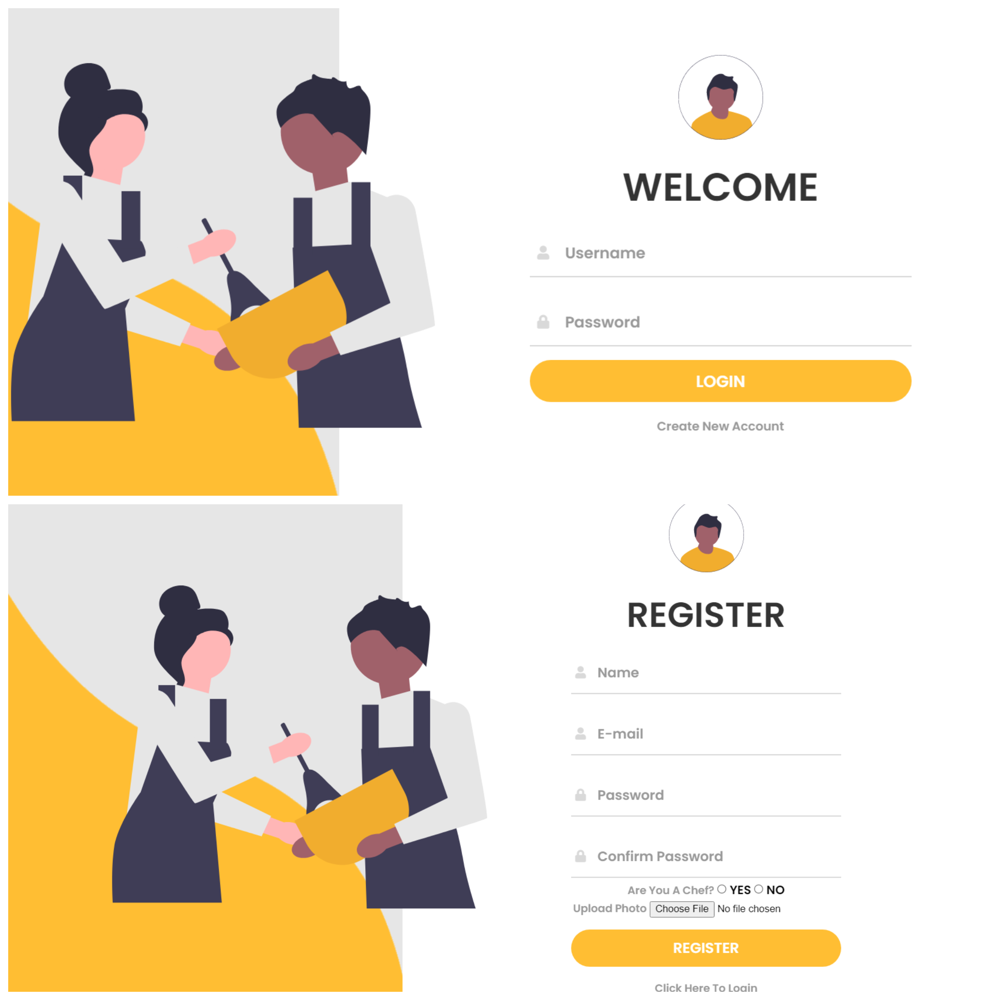 WELCOME
Username
Password
LOGIN
Create New Account
REGISTER
Name
E-mail
Password
Confirm Password
Are You A Chef? YES NO
Upload Photo Choose File No file chosen
REGISTER
Click Here To Login